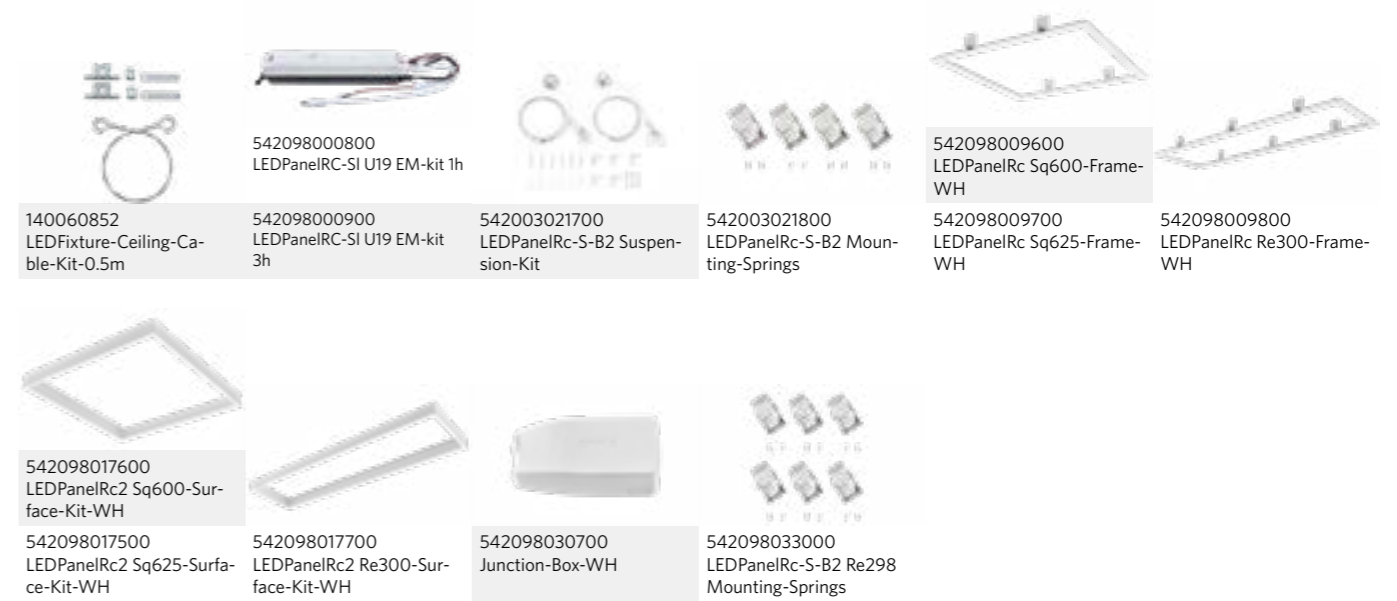 542098000800
LEDPanelRC-SI U19 EM-kit 1h
542098009600
LEDPanelRc Sq600-Frame-
WH
140060852
LEDFixture-Ceiling-Ca-
ble-Kit-0.5m
542098000900
LEDPanelRC-SI U19 EM-kit
3h
542003021700
LEDPanelRc-S-B2 Suspen-
sion-Kit
542003021800
LEDPanelRc-S-B2 Moun-
ting-Springs
542098009700
LEDPanelRc Sq625-Frame-
WH
542098009800
LEDPanelRc Re300-Frame-
WH
542098017600
LEDPanelRc2 Sq600-Sur-
face-Kit-WH
542098017500
LEDPanelRc2 Sq625-Surfa-
ce-Kit-WH
542098017700
LEDPanelRc2 Re300-Sur-
face-Kit-WH
542098030700
Junction-Box-WH
542098033000
LEDPanelRc-S-B2 Re298
Mounting-Springs